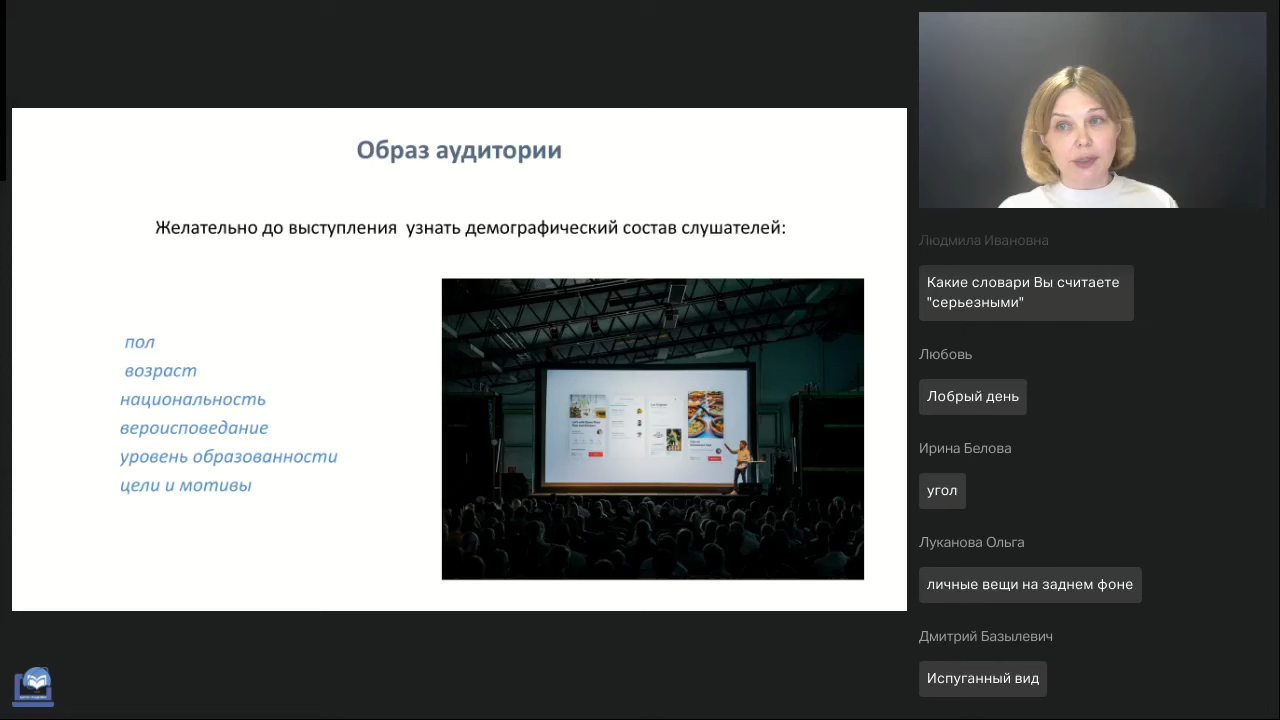 Образ аудитории
Желательно до выступления узнать демографический состав слушателей:
пол
возраст
национальность
вероисповедание
уровень образованности
цели и мотивы
Людмила Ивановна
Какие словари Вы считаете
"серьезными"
Любовь
Лобрый день
Ирина Белова
угол
Луканова Ольга
личные вещи на заднем фоне
Дмитрий Базылевич
Испуганный вид